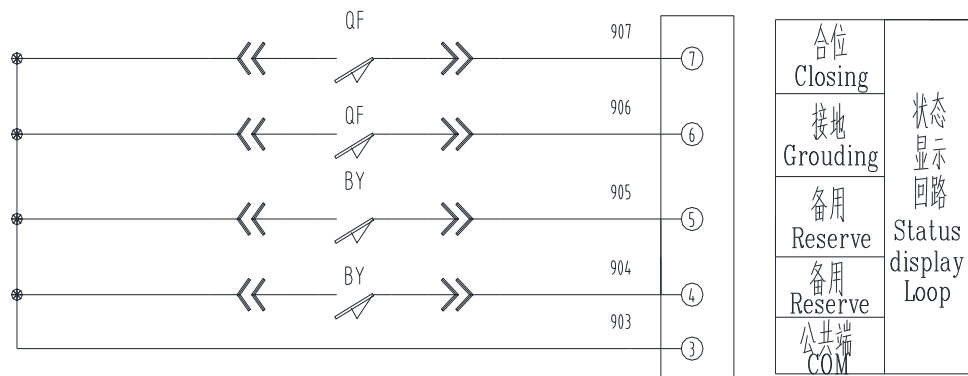 QF
907
7
QF
906
6
BY
905
5
BY
904
4
903
3
合位
Closing
接地
Grouding
备用
Reserve
备用
Reserve
公共端
COM
状态
显示
回路
Status
display
Loop